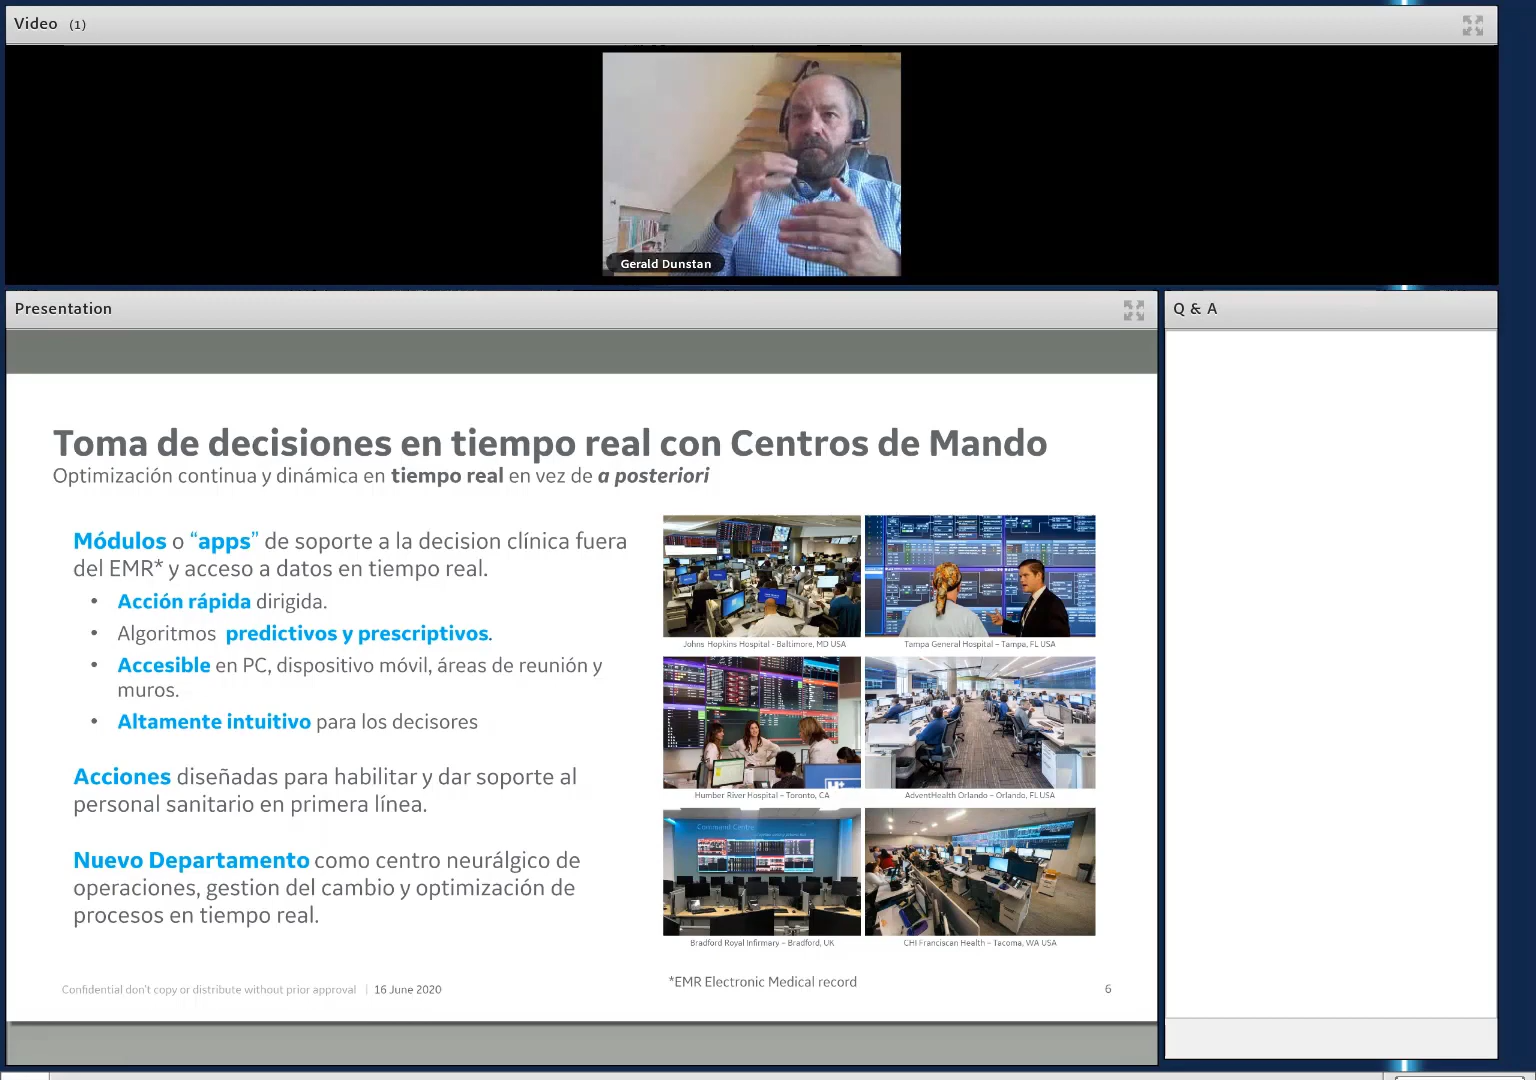 Video (1)
Gerald Dunstan
Presentation
Q & A
Toma de decisiones en tiempo real con Centros de Mando
Optimización continua y dinámica en tiempo real en vez de a posteriori
Módulos o “apps” de soporte a la decision clínica fuera
del EMR* y acceso a datos en tiempo real.
• Acción rápida dirigida.
• Algoritmos predictivos y prescriptivos.
• Accesible en PC, dispositivo móvil, áreas de reunión y
muros.
• Altamente intuitivo para los decisores
Acciones diseñadas para habilitar y dar soporte al
personal sanitario en primera línea.
Nuevo Departamento como centro neurálgico de
operaciones, gestion del cambio y optimización de
procesos en tiempo real.
Johns Hopkins Hospital - Baltimore, MD USA
Tampa General Hospital – Tampa, FL USA
Humber River Hospital – Toronto, CA
AdventHealth Orlando – Orlando, FL USA
Command Centre
Bradford Royal Infirmary – Bradford, UK
CHI Franciscan Health – Tacoma, WA USA
*EMR Electronic Medical record
Confidential don't copy or distribute without prior approval | 16 June 2020
6